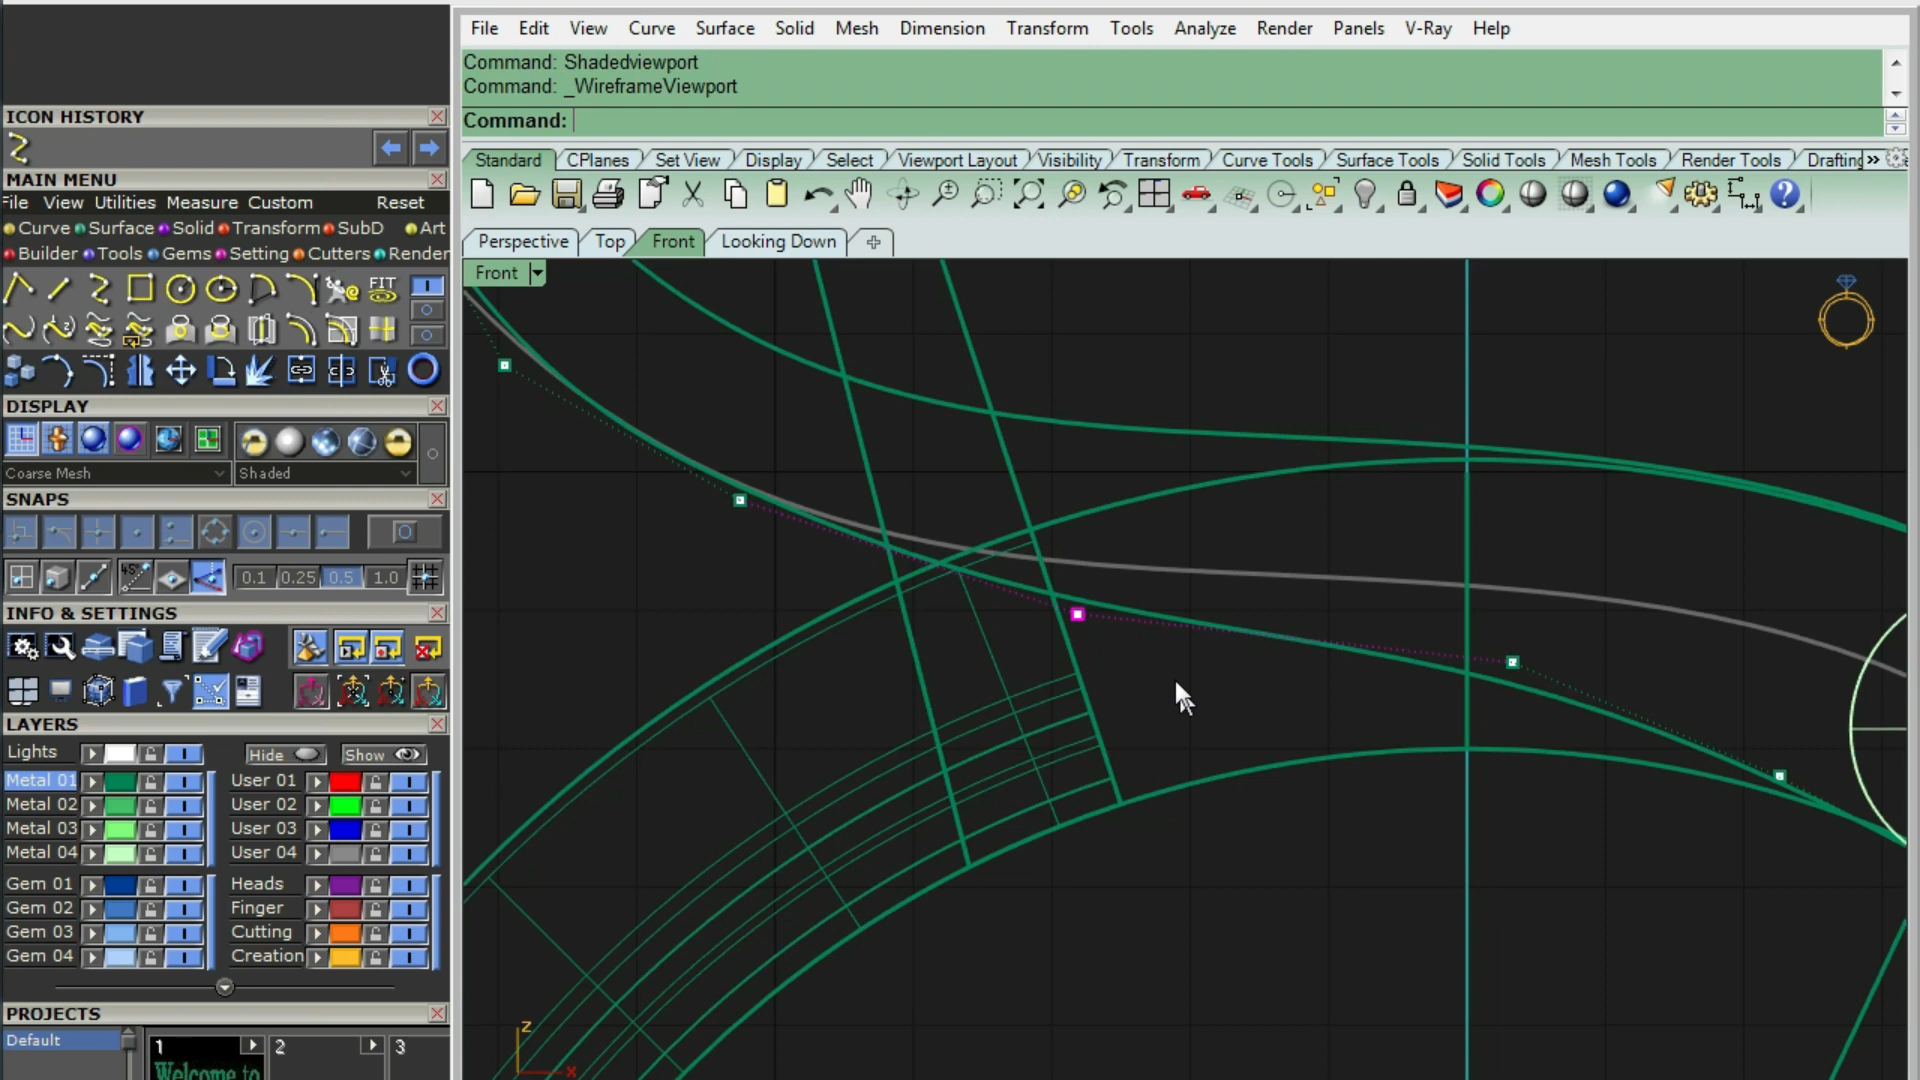 File Edit View Curve Surface Solid Mesh Dimension Transform Tools Analyze Render Panels V-Ray Help
Command: Shadedviewport
Command: _WireframeViewport
Command:
Standard CPlanes Set View Display Select Viewport Layout Visibility Transform Curve Tools Surface Tools Solid Tools Mesh Tools Render Tools Drafting
Perspective Top Front Looking Down
Front
ICON HISTORY
MAIN MENU
File View Utilities Measure Custom Reset
Curve Surface Solid Transform SubD Art
Builder Tools Gems Setting Cutters Render
FIT
DISPLAY
Coarse Mesh Shaded
SNAPS
45° 0.1 0.25 0.5 1.0
INFO & SETTINGS
LAYERS
Lights Hide Show
Metal 01 User 01
Metal 02 User 02
Metal 03 User 03
Metal 04 User 04
Gem 01 Heads
Gem 02 Finger
Gem 03 Cutting
Gem 04 Creation
PROJECTS
Default 1 2 3
Welcome to
z
x